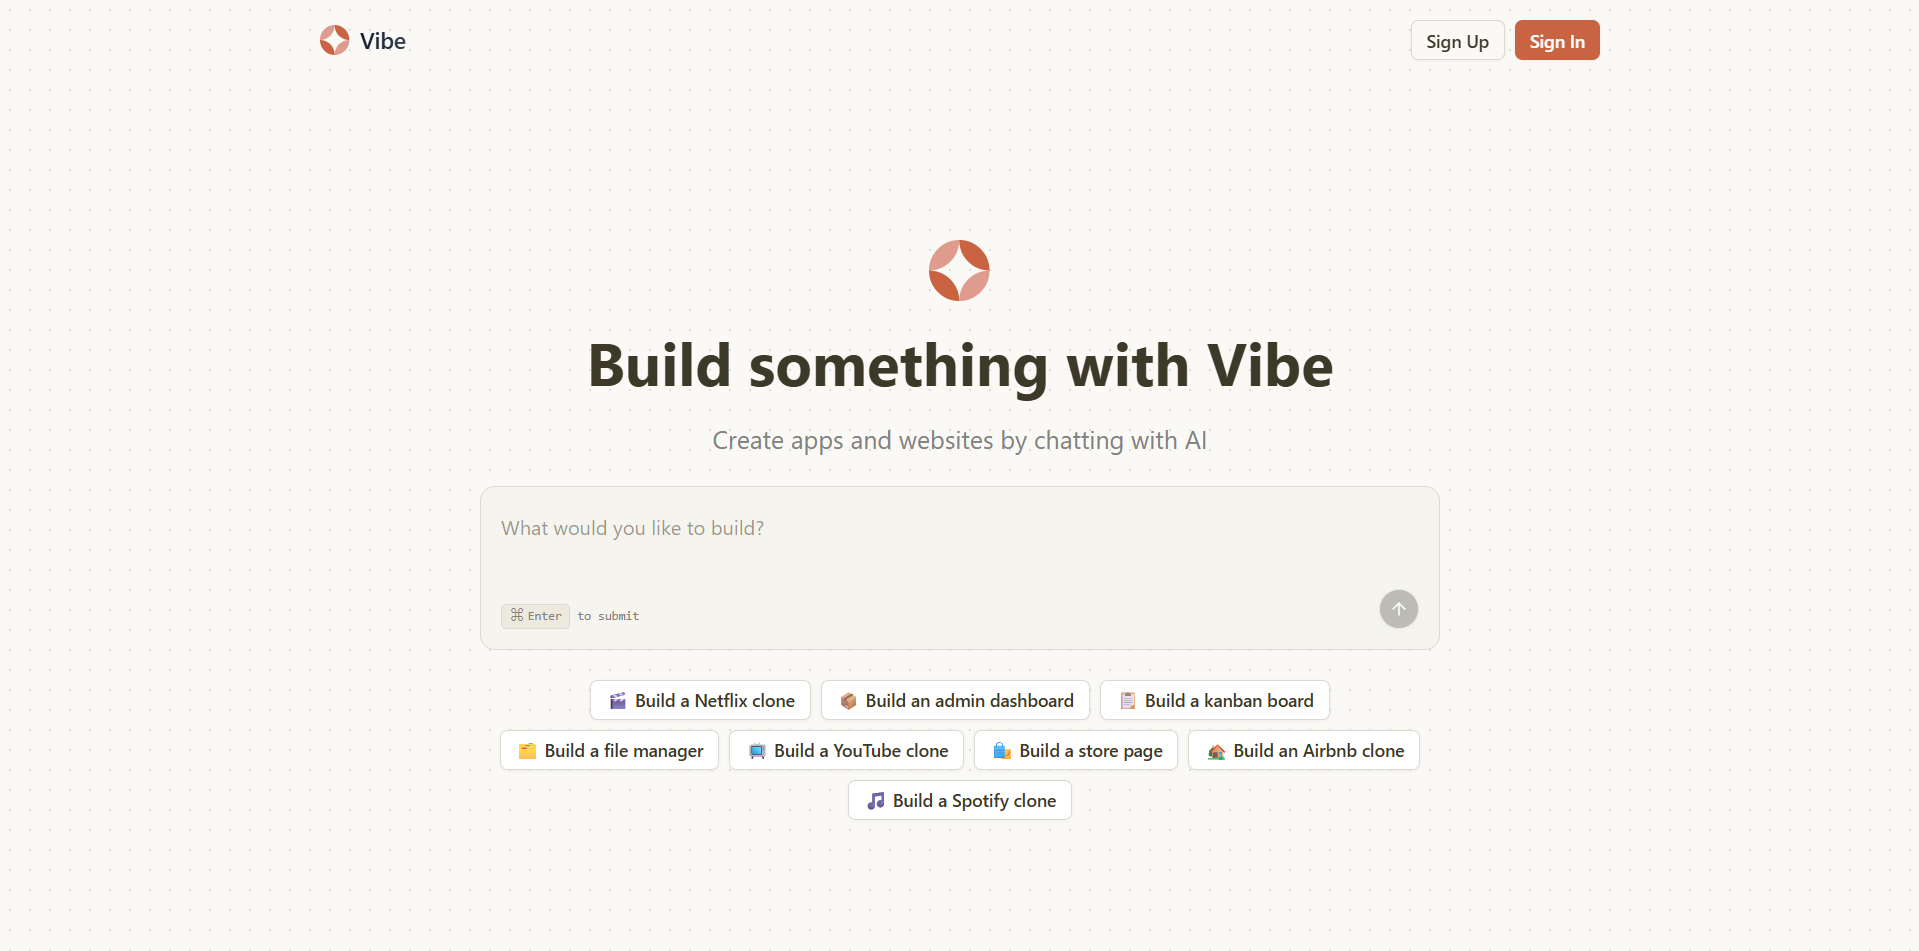 Vibe
Sign Up
Sign In
Build something with Vibe
Create apps and websites by chatting with AI
What would you like to build?
⌘ Enter to submit
🎬 Build a Netflix clone
📦 Build an admin dashboard
📋 Build a kanban board
🗂️ Build a file manager
📺 Build a YouTube clone
🛍️ Build a store page
🏡 Build an Airbnb clone
🎵 Build a Spotify clone